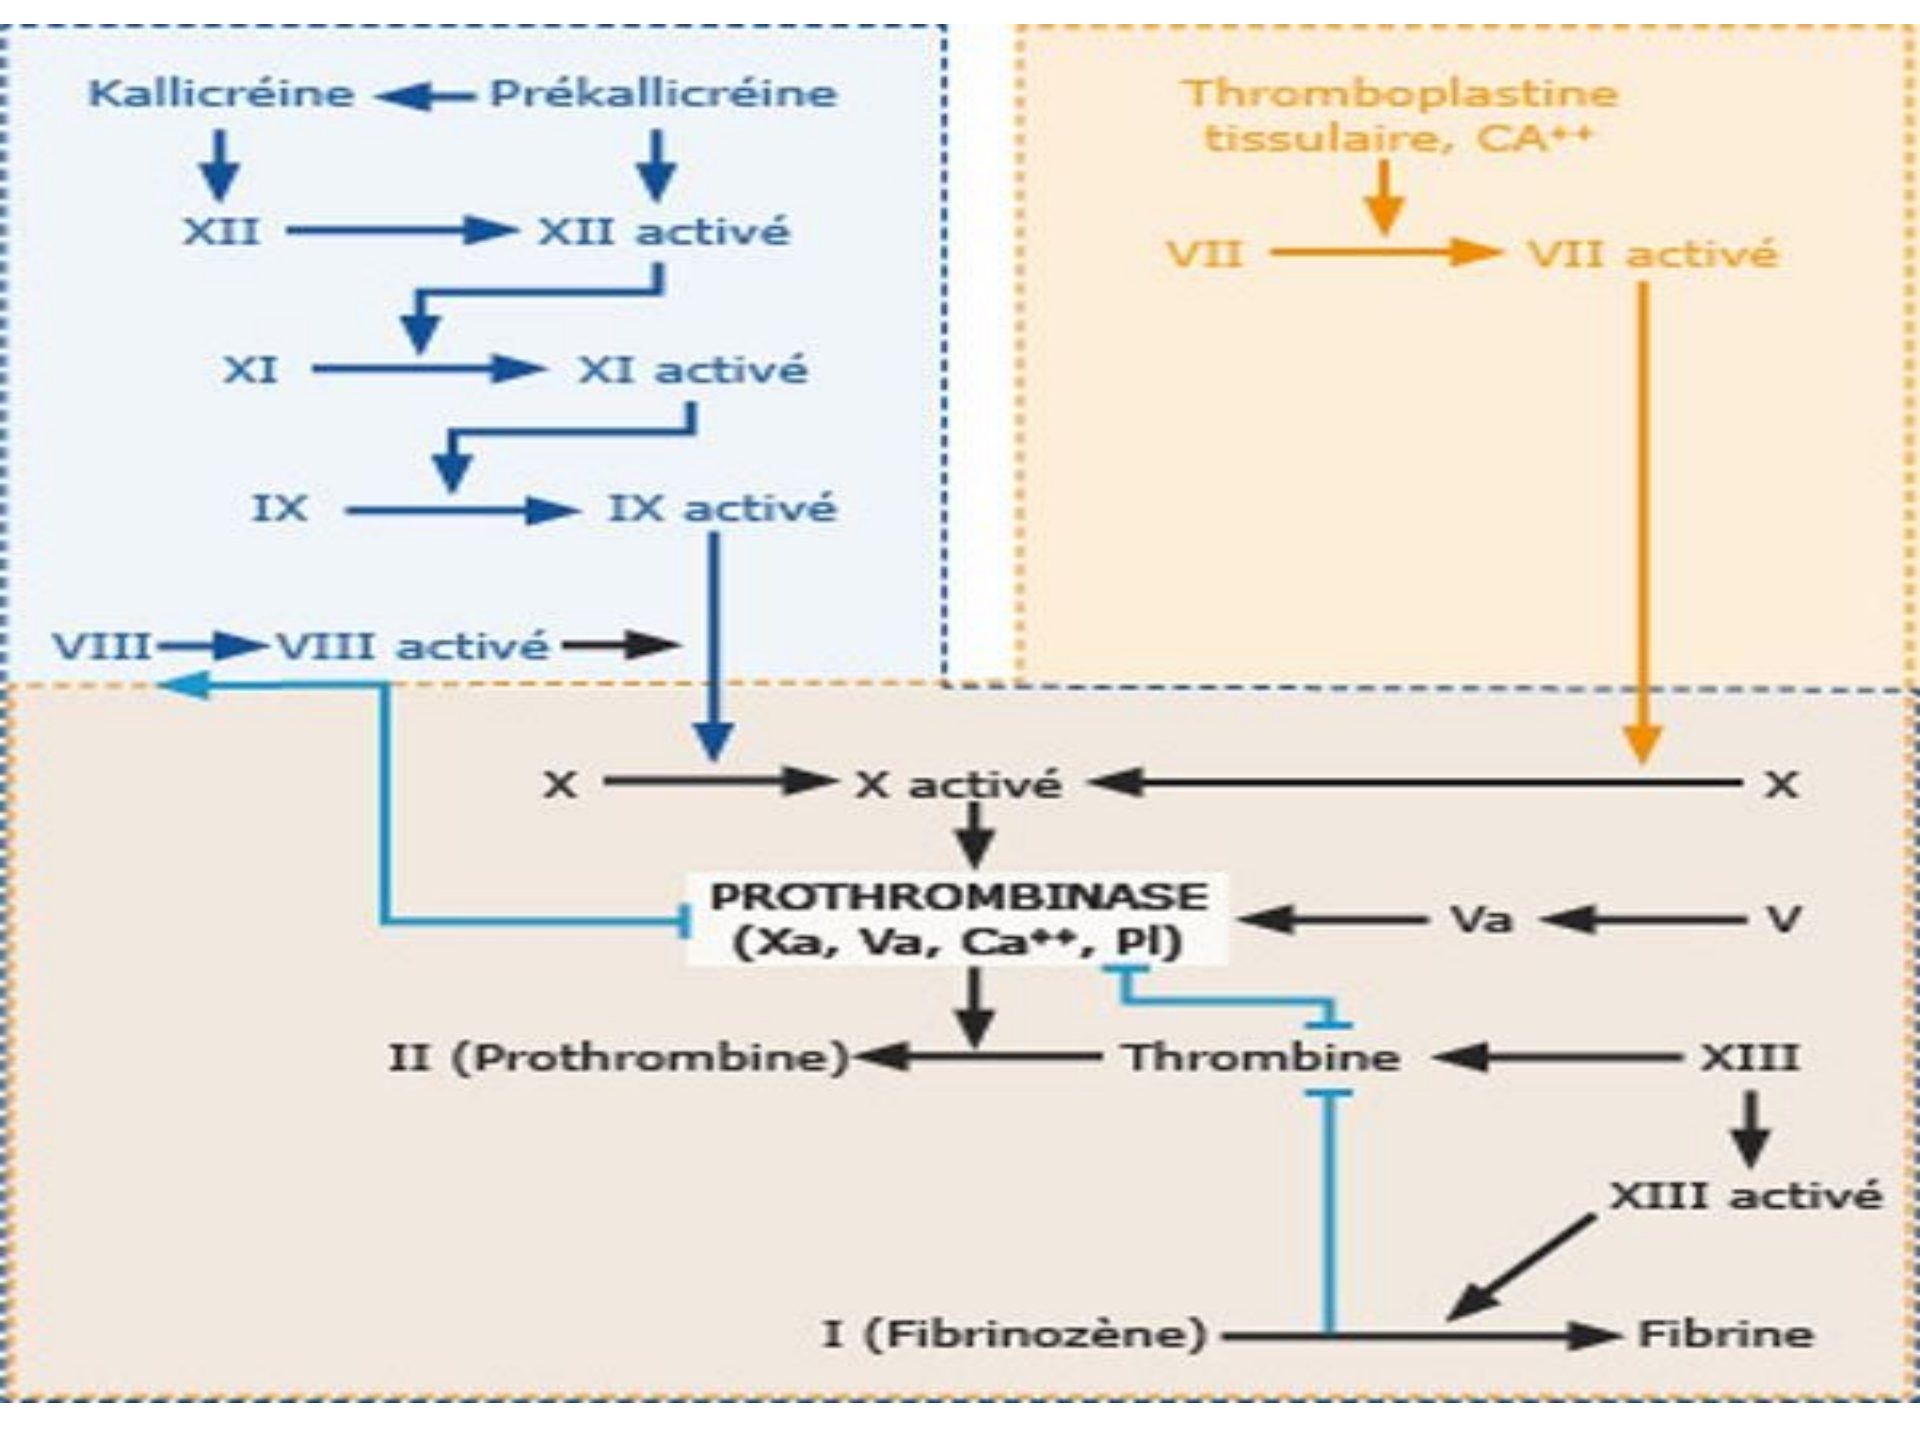 Kallicréine
Prékallicréine
XII
XII activé
XI
XI activé
IX
IX activé
VIII
VIII activé
Thromboplastine
tissulaire, CA⁺⁺
VII
VII activé
X
X activé
X
PROTHROMBINASE
(Xa, Va, Ca⁺⁺, Pl)
Va
V
II (Prothrombine)
Thrombine
XIII
XIII activé
I (Fibrinozène)
Fibrine